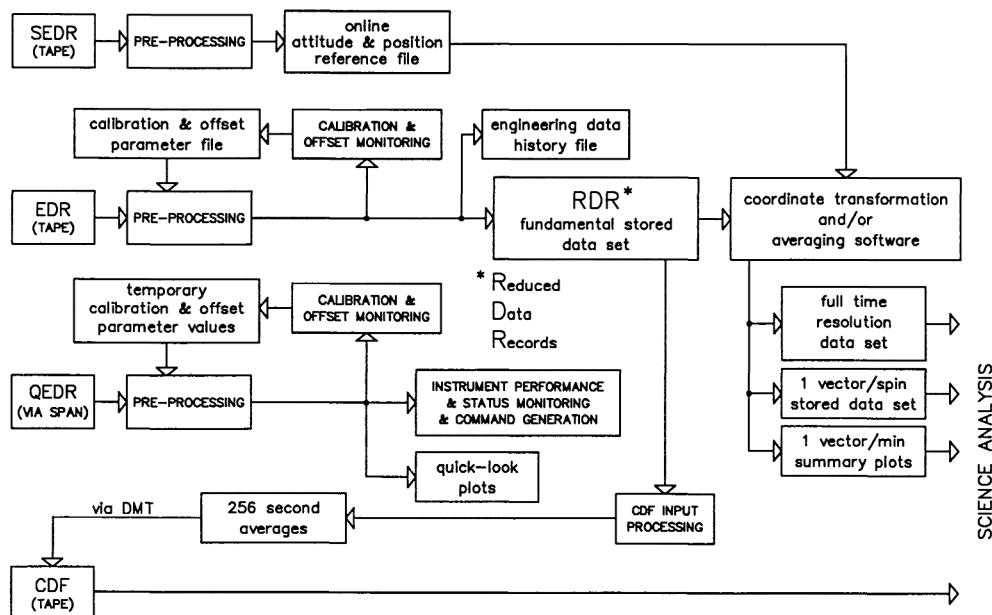 SEDR
(TAPE)
PRE-PROCESSING
online
attitude & position
reference file
calibration & offset
parameter file
CALIBRATION &
OFFSET MONITORING
engineering data
history file
EDR
(TAPE)
PRE-PROCESSING
RDR*
fundamental stored
data set
coordinate transformation
and/or
averaging software
* Reduced
Data
Records
temporary
calibration & offset
parameter values
CALIBRATION &
OFFSET MONITORING
full time
resolution
data set
QEDR
(VIA SPAN)
PRE-PROCESSING
INSTRUMENT PERFORMANCE
& STATUS MONITORING
& COMMAND GENERATION
1 vector/spin
stored data set
quick-look
plots
1 vector/min
summary plots
SCIENCE ANALYSIS
via DMT
256 second
averages
CDF INPUT
PROCESSING
CDF
(TAPE)